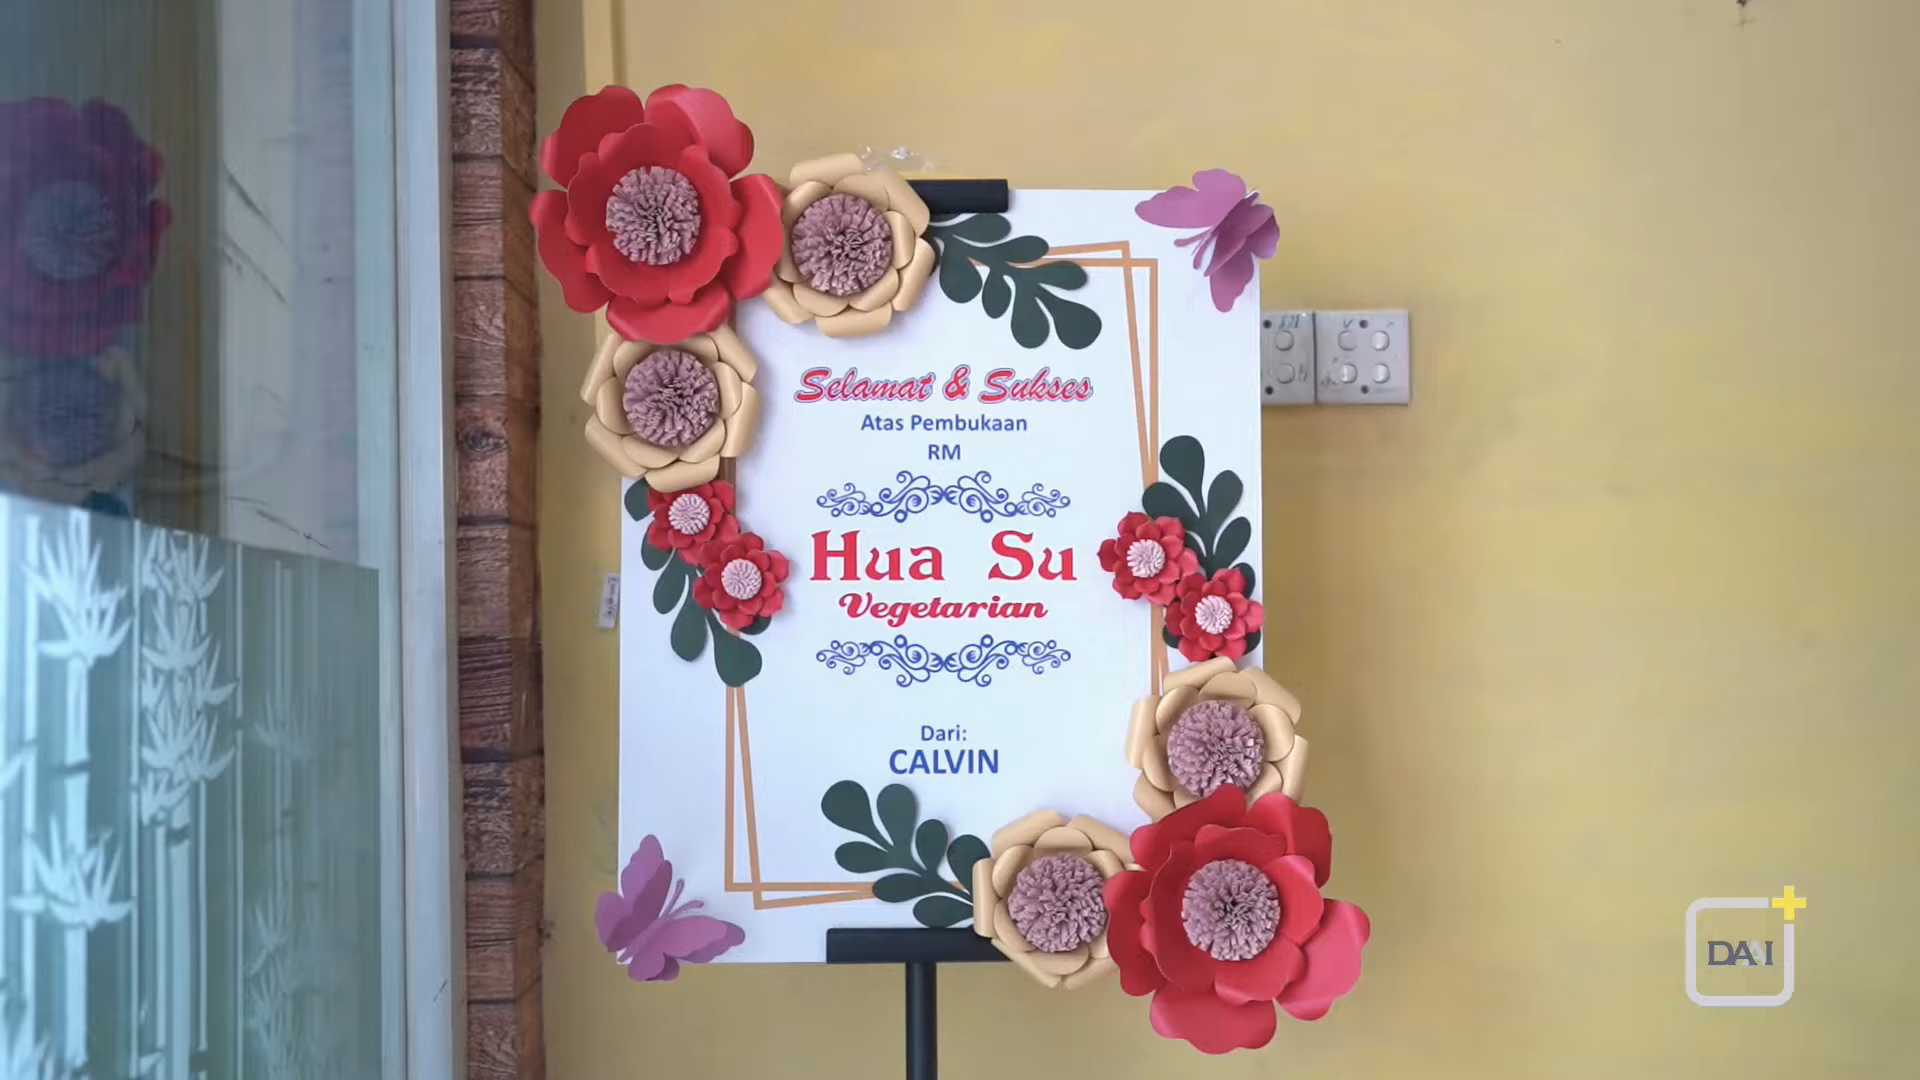 Selamat & Sukses
Atas Pembukaan
RM
Hua Su
Vegetarian
Dari:
CALVIN
DAAI